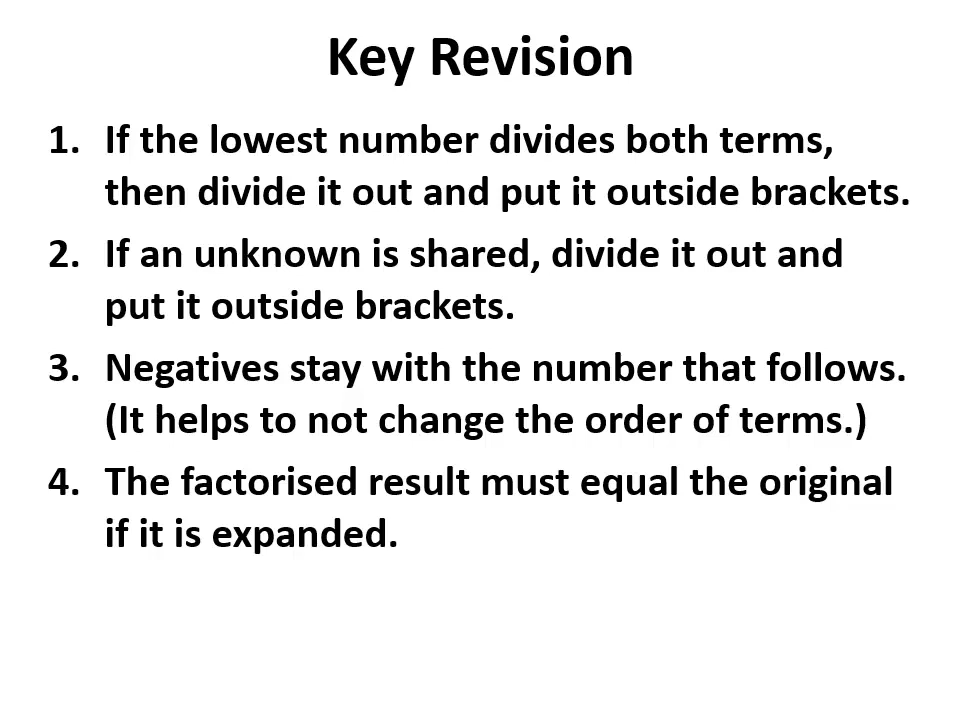 Key Revision
1. If the lowest number divides both terms,
then divide it out and put it outside brackets.
2. If an unknown is shared, divide it out and
put it outside brackets.
3. Negatives stay with the number that follows.
(It helps to not change the order of terms.)
4. The factorised result must equal the original
if it is expanded.